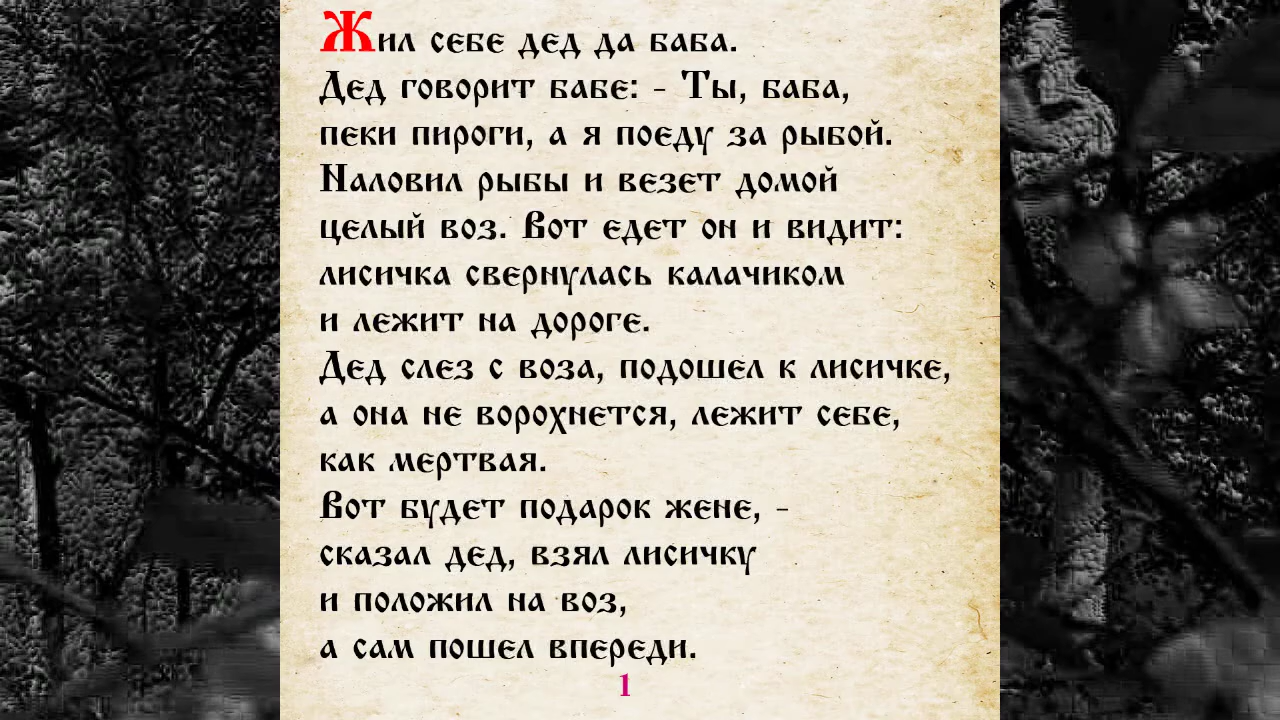 Жил себе дед да баба.
Дед говорит бабе: - Ты, баба,
пеки пироги, а я поеду за рыбой.
Наловил рыбы и везет домой
целый воз. Вот едет он и видит:
лисичка свернулась калачиком
и лежит на дороге.
Дед слез с воза, подошел к лисичке,
а она не ворохнется, лежит себе,
как мертвая.
Вот будет подарок жене, -
сказал дед, взял лисичку
и положил на воз,
а сам пошел впереди.
1